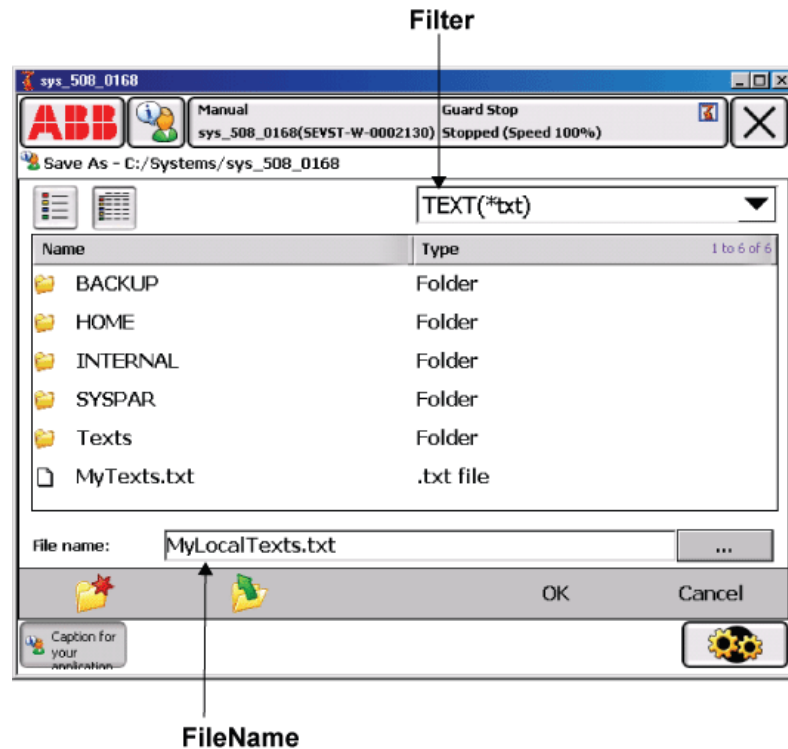 Filter
sys_508_0168
ABB
Manual
Guard Stop
sys_508_0168(SEVST-W-0002130)
Stopped (Speed 100%)
Save As - C:/Systems/sys_508_0168
TEXT(*txt)
Name
Type
1 to 6 of 6
BACKUP
Folder
HOME
Folder
INTERNAL
Folder
SYSPAR
Folder
Texts
Folder
MyTexts.txt
.txt file
File name:
MyLocalTexts.txt
...
OK
Cancel
Caption for
your
application
FileName